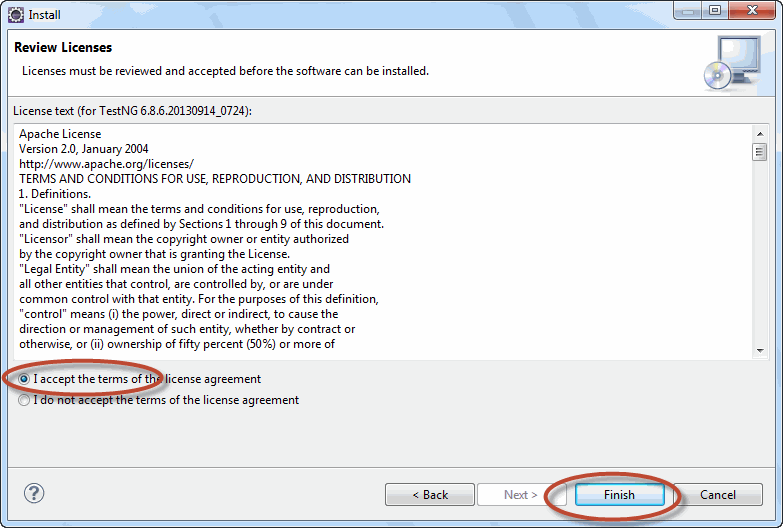 Install
Review Licenses
Licenses must be reviewed and accepted before the software can be installed.
License text (for TestNG 6.8.6.20130914_0724):
Apache License
Version 2.0, January 2004
http://www.apache.org/licenses/
TERMS AND CONDITIONS FOR USE, REPRODUCTION, AND DISTRIBUTION
1. Definitions.
"License" shall mean the terms and conditions for use, reproduction,
and distribution as defined by Sections 1 through 9 of this document.
"Licensor" shall mean the copyright owner or entity authorized
by the copyright owner that is granting the License.
"Legal Entity" shall mean the union of the acting entity and
all other entities that control, are controlled by, or are under
common control with that entity. For the purposes of this definition,
"control" means (i) the power, direct or indirect, to cause the
direction or management of such entity, whether by contract or
otherwise, or (ii) ownership of fifty percent (50%) or more of
I accept the terms of the license agreement
I do not accept the terms of the license agreement
?
< Back
Next >
Finish
Cancel